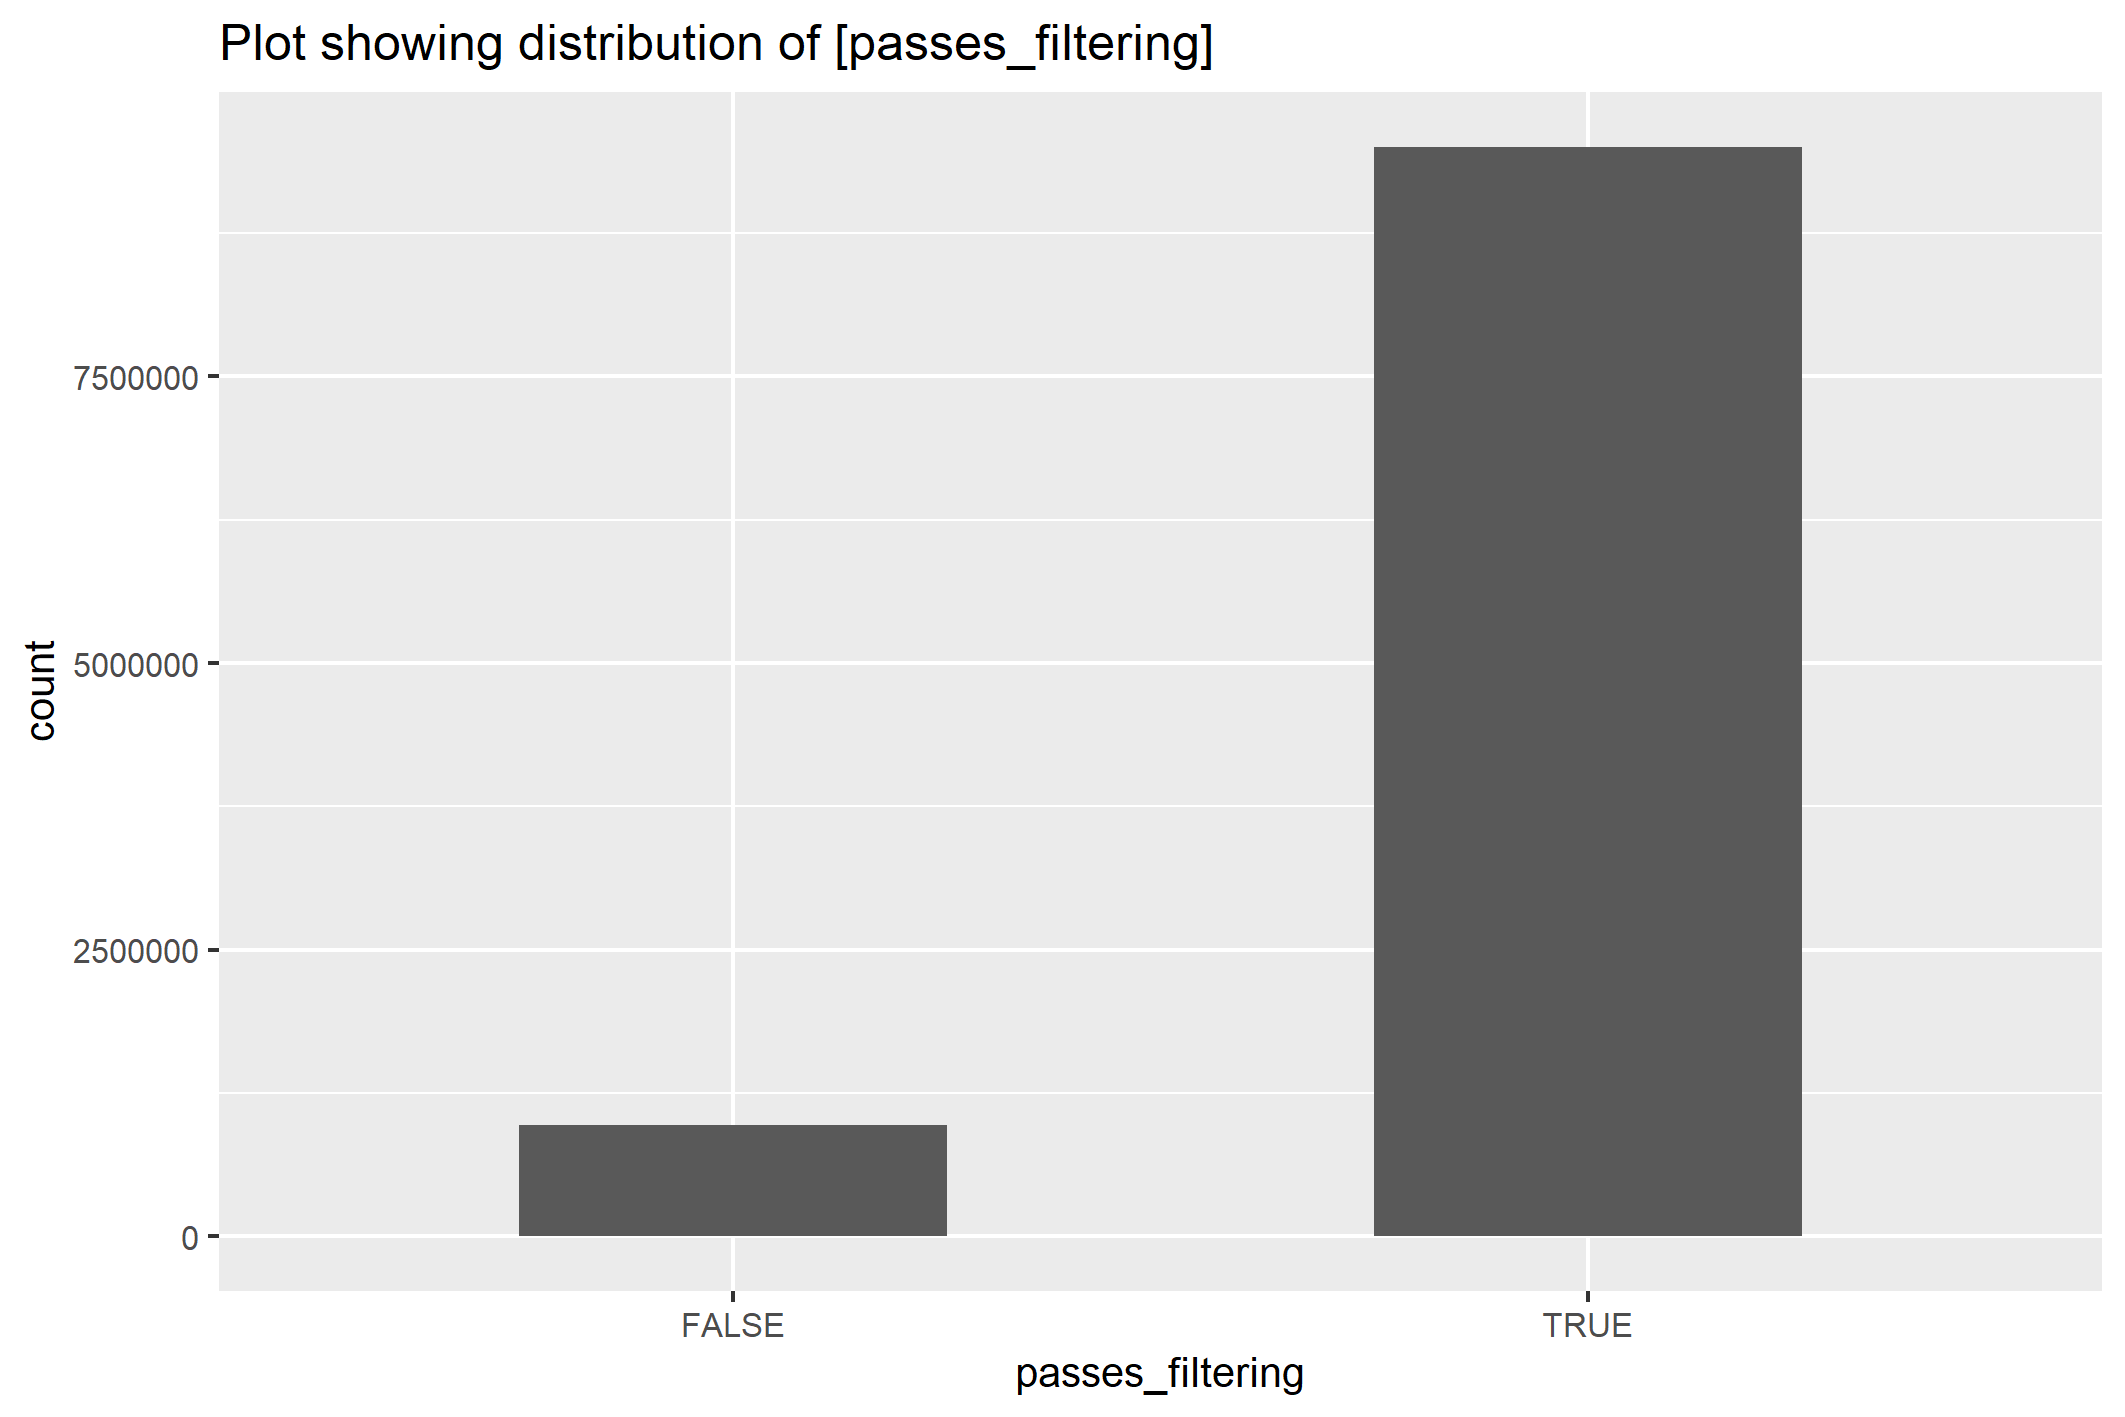 Plot showing distribution of [passes_filtering]
7500000
5000000
2500000
0
count
FALSE
TRUE
passes_filtering